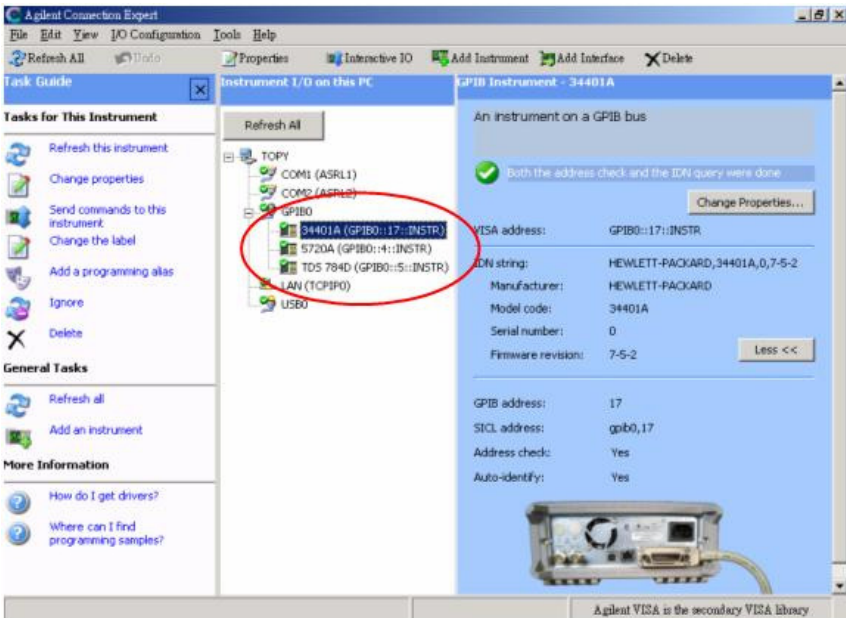 Agilent Connection Expert
File Edit View I/O Configuration Tools Help
Refresh All Undo Properties Interactive IO Add Instrument Add Interface Delete
Task Guide
Tasks for This Instrument
Refresh this instrument
Change properties
Send commands to this
instrument
Change the label
Add a programming alias
Ignore
Delete
General Tasks
Refresh all
Add an instrument
More Information
How do I get drivers?
Where can I find
programming samples?
Instrument I/O on this PC
Refresh All
TOPY
COM1 (ASRL1)
COM2 (ASRL2)
GPIB0
34401A (GPIB0::17::INSTR)
5720A (GPIB0::4::INSTR)
TDS 784D (GPIB0::5::INSTR)
LAN (TCPIP0)
USB0
GPIB Instrument - 34401A
An instrument on a GPIB bus
Both the address check and the IDN query were done
Change Properties...
VISA address: GPIB0::17::INSTR
IDN string: HEWLETT-PACKARD,34401A,0,7-5-2
Manufacturer: HEWLETT-PACKARD
Model code: 34401A
Serial number: 0
Firmware revision: 7-5-2
Less <<
GPIB address: 17
SICL address: gpib0,17
Address check: Yes
Auto-identify: Yes
Agilent VISA is the secondary VISA library